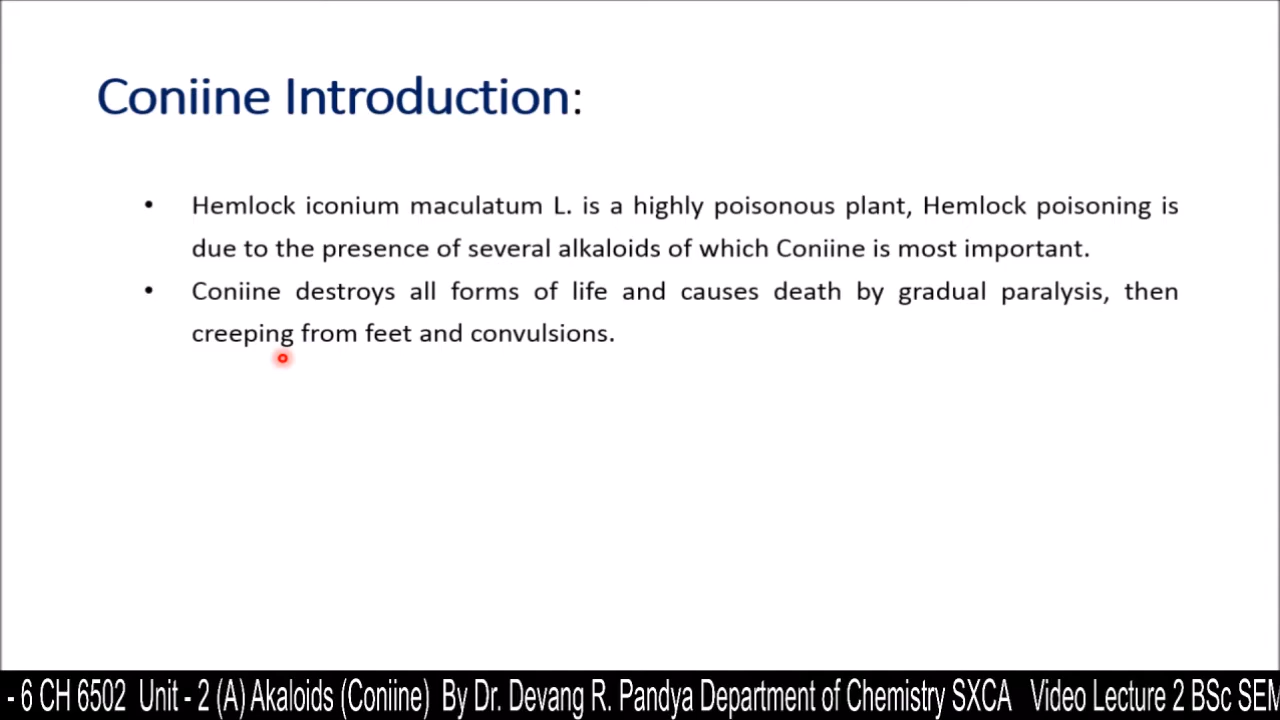 Coniine Introduction:
• Hemlock iconium maculatum L. is a highly poisonous plant, Hemlock poisoning is
due to the presence of several alkaloids of which Coniine is most important.
• Coniine destroys all forms of life and causes death by gradual paralysis, then
creeping from feet and convulsions.
- 6 CH 6502 Unit - 2 (A) Akaloids (Coniine) By Dr. Devang R. Pandya Department of Chemistry SXCA Video Lecture 2 BSc SEM